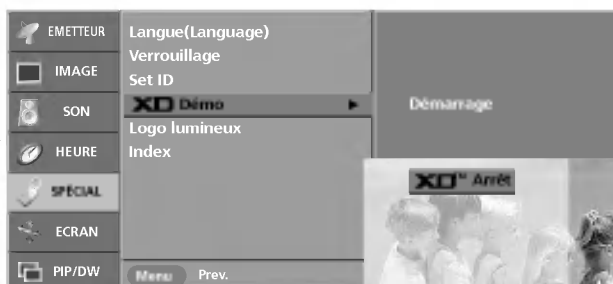 EMETTEUR
IMAGE
SON
HEURE
SPÉCIAL
ECRAN
PIP/DW
Langue(Language)
Verrouillage
Set ID
XD Démo
Logo lumineux
Index
Menu Prev.
Démarrage
XD™ Arrêt